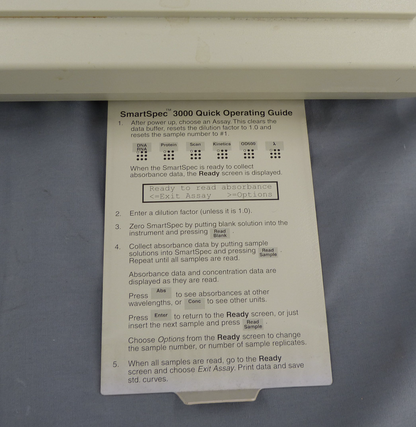 SmartSpec™ 3000 Quick Operating Guide
1. After power up, choose an Assay. This clears the
data buffer, resets the dilution factor to 1.0 and
resets the sample number to #1.
DNA RNA Protein Scan Kinetics OD600 λ
When the SmartSpec is ready to collect
absorbance data, the Ready screen is displayed.
Ready to read absorbance
<=Exit Assay >=Options
2. Enter a dilution factor (unless it is 1.0).
3. Zero SmartSpec by putting blank solution into the
instrument and pressing Read Blank.
4. Collect absorbance data by putting sample
solutions into SmartSpec and pressing Read Sample
Repeat until all samples are read.
Absorbance data and concentration data are
displayed as they are read.
Press Abs to see absorbances at other
wavelengths, or Conc to see other units.
Press Enter to return to the Ready screen, or just
insert the next sample and press Read Sample.
Choose Options from the Ready screen to change
the sample number, or number of sample replicates.
5. When all samples are read, go to the Ready
screen and choose Exit Assay. Print data and save
std. curves.